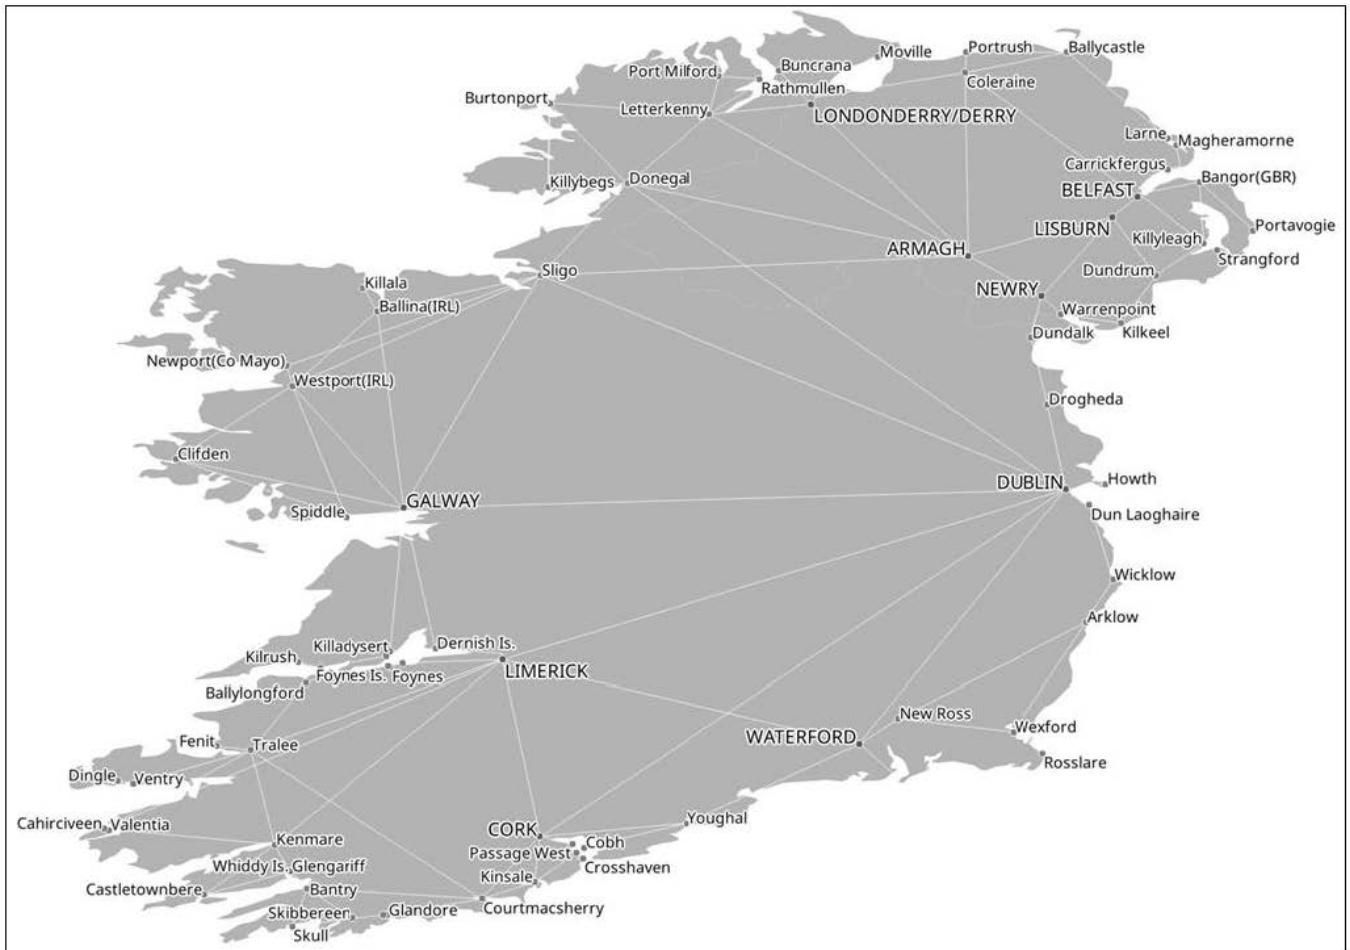 Moville
Portrush
Ballycastle
Buncrana
Port Milford
Rathmullen
Coleraine
Burtonport
Letterkenny
LONDONDERRY/DERRY
Larne
Magheramorne
Carrickfergus
Killybegs
Donegal
BELFAST
Bangor(GBR)
LISBURN
Portavogie
Killyleagh
ARMAGH
Strangford
Sligo
Dundrum
Killala
NEWRY
Ballina(IRL)
Warrenpoint
Dundalk
Kilkeel
Newport(Co Mayo)
Westport(IRL)
Drogheda
Clifden
Howth
DUBLIN
GALWAY
Spiddle
Dun Laoghaire
Wicklow
Arklow
Killadysert
Dernish Is.
Kilrush
Foynes Is.
Foynes
LIMERICK
Ballylongford
New Ross
Wexford
WATERFORD
Fenit
Tralee
Rosslare
Dingle
Ventry
Youghal
Cahirciveen
Valentia
CORK
Kenmare
Cobh
Passage West
Whiddy Is.
Glengariff
Crosshaven
Kinsale
Castletownbere
Bantry
Glandore
Courtmacsherry
Skibbereen
Skull